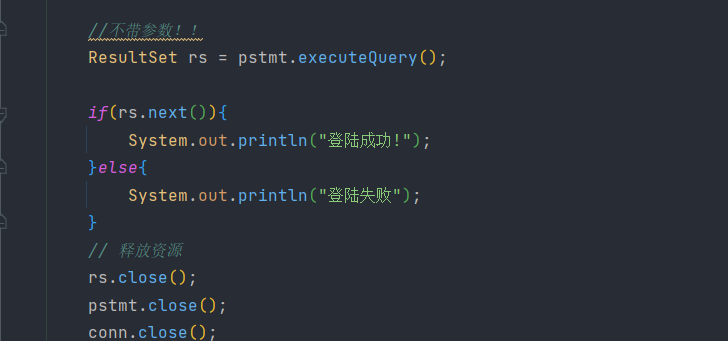 //不带参数！！
ResultSet rs = pstmt.executeQuery();
if(rs.next()){
System.out.println("登陆成功!");
}else{
System.out.println("登陆失败");
}
// 释放资源
rs.close();
pstmt.close();
conn.close();